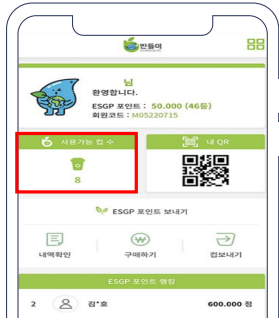 반들이
님
환영합니다.
ESGP 포인트 : 50.000 (46등)
회원코드 : M05220715
사용가능 컵 수
내 QR
8
ESGP 포인트 보내기
내역확인
구매하기
컵보내기
ESGP 포인트 랭킹
2 김*호 600.000 점